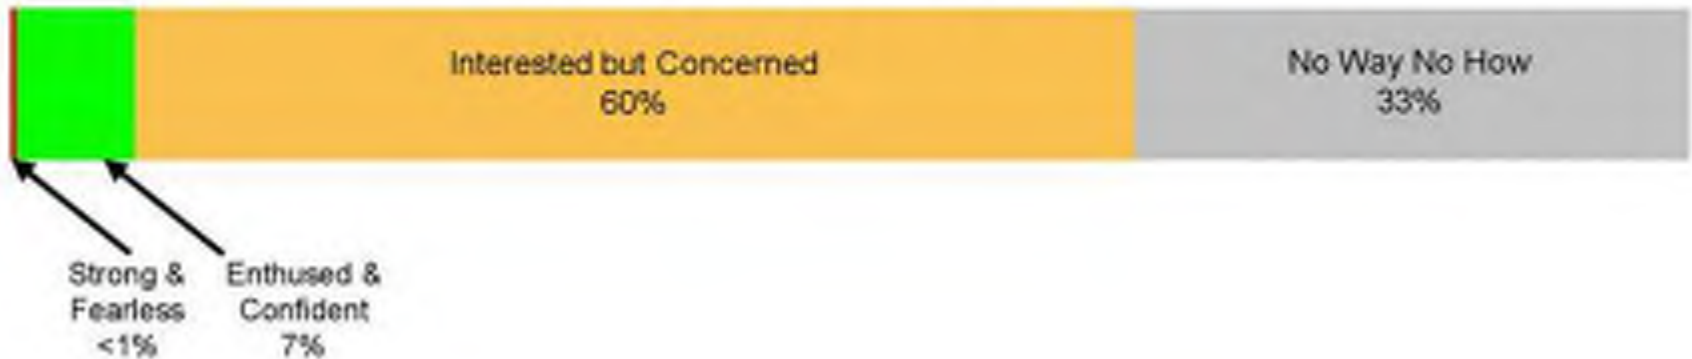 Interested but Concerned
60%
No Way No How
33%
Strong &
Fearless
<1%
Enthused &
Confident
7%